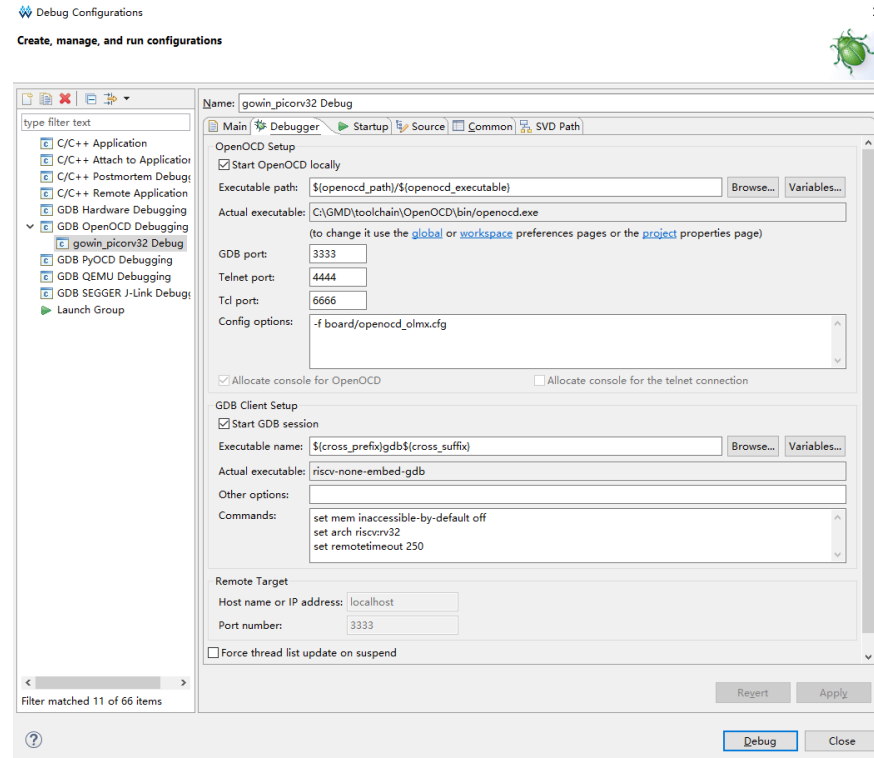 Debug Configurations
Create, manage, and run configurations
type filter text
C/C++ Application
C/C++ Attach to Application
C/C++ Postmortem Debugg
C/C++ Remote Application
GDB Hardware Debugging
GDB OpenOCD Debugging
gowin_picorv32 Debug
GDB PyOCD Debugging
GDB QEMU Debugging
GDB SEGGER J-Link Debugg
Launch Group
Filter matched 11 of 66 items
Name: gowin_picorv32 Debug
Main Debugger Startup Source Common SVD Path
OpenOCD Setup
Start OpenOCD locally
Executable path: ${openocd_path}/${openocd_executable} Browse... Variables...
Actual executable: C:\GMD\toolchain\OpenOCD\bin/openocd.exe
(to change it use the global or workspace preferences pages or the project properties page)
GDB port: 3333
Telnet port: 4444
Tcl port: 6666
Config options: -f board/openocd_olmx.cfg
Allocate console for OpenOCD Allocate console for the telnet connection
GDB Client Setup
Start GDB session
Executable name: ${cross_prefix}gdb${cross_suffix} Browse... Variables...
Actual executable: riscv-none-embed-gdb
Other options:
Commands: set mem inaccessible-by-default off
set arch riscv:rv32
set remotetimeout 250
Remote Target
Host name or IP address: localhost
Port number: 3333
Force thread list update on suspend
Revert Apply
Debug Close